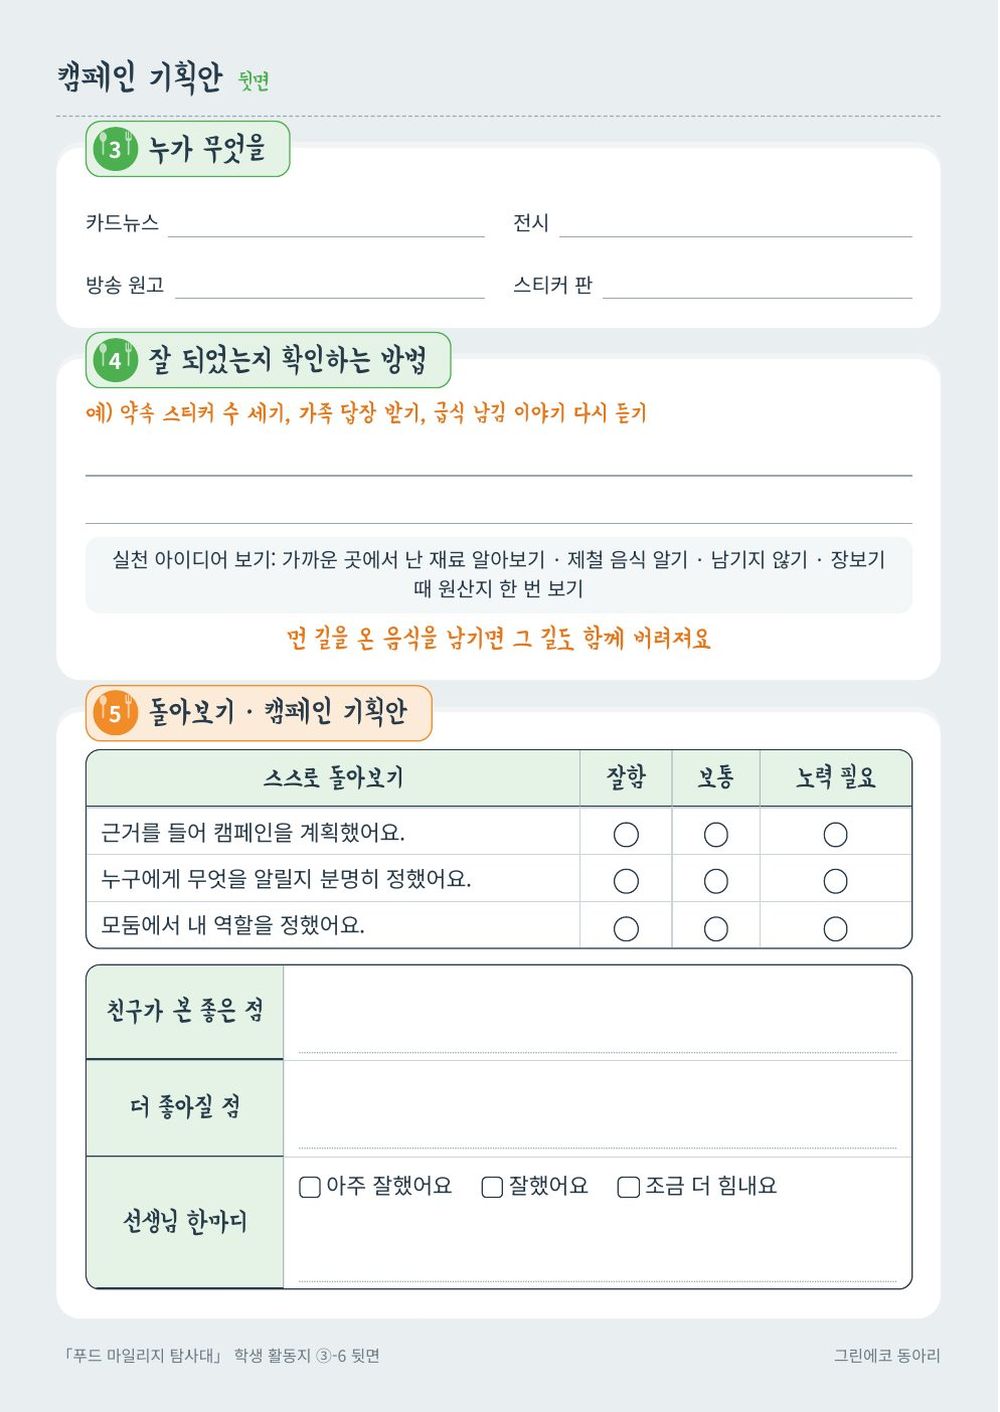 캠페인 기획안 뒷면
3 누가 무엇을
카드뉴스 전시
방송 원고 스티커 판
4 잘 되었는지 확인하는 방법
예) 약속 스티커 수 세기, 가족 답장 받기, 급식 남김 이야기 다시 듣기
실천 아이디어 보기: 가까운 곳에서 난 재료 알아보기 · 제철 음식 알기 · 남기지 않기 · 장보기
때 원산지 한 번 보기
먼 길을 온 음식을 남기면 그 길도 함께 버려져요
5 돌아보기 · 캠페인 기획안
스스로 돌아보기 잘함 보통 노력 필요
근거를 들어 캠페인을 계획했어요.
누구에게 무엇을 알릴지 분명히 정했어요.
모둠에서 내 역할을 정했어요.
친구가 본 좋은 점
더 좋아질 점
아주 잘했어요 잘했어요 조금 더 힘내요
선생님 한마디
「푸드 마일리지 탐사대」 학생 활동지 ③-6 뒷면 그린에코 동아리